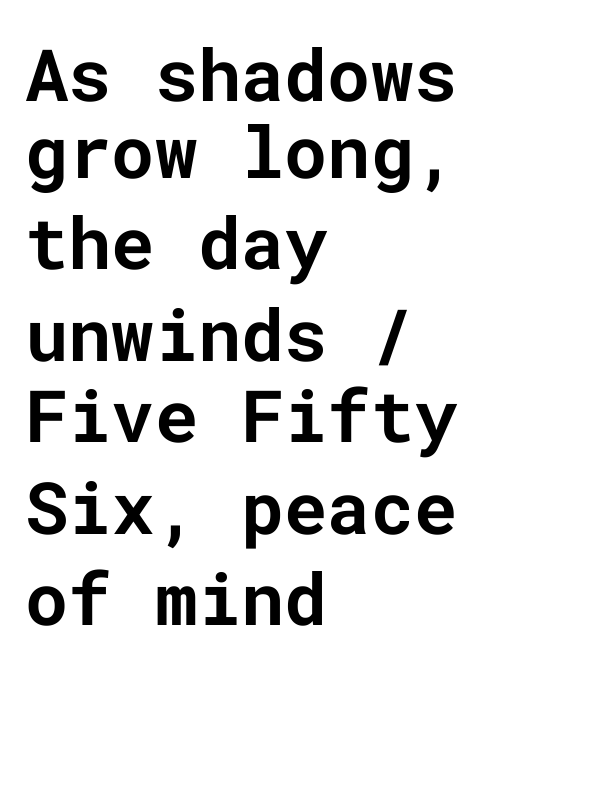 As shadows
grow long,
the day
unwinds /
Five Fifty
Six, peace
of mind